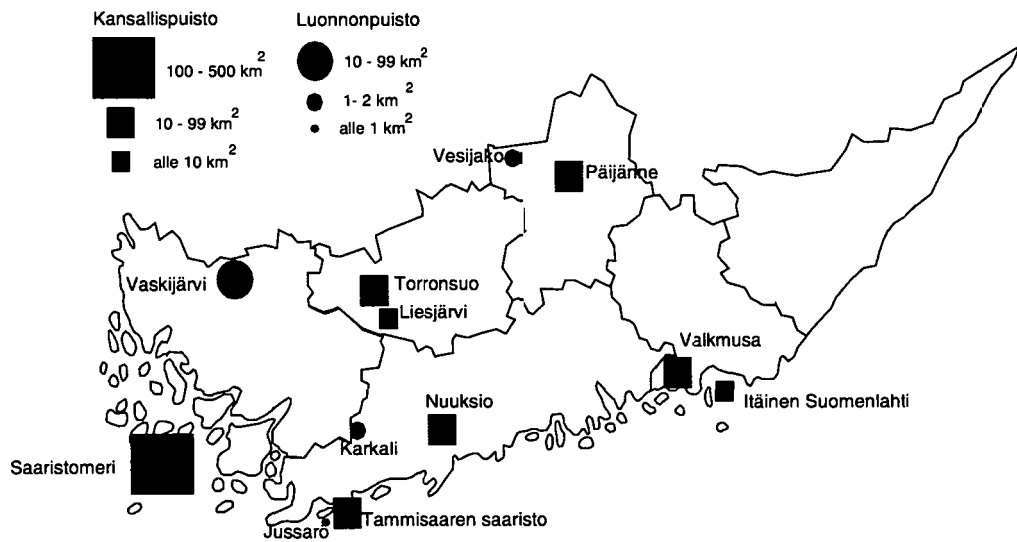 Kansallispuisto
100 - 500 km²
10 - 99 km²
alle 10 km²
Luonnonpuisto
10 - 99 km²
1- 2 km²
alle 1 km²
Vesijako
Päijänne
Vaskijärvi
Torronsuo
Liesjärvi
Valkmusa
Itäinen Suomenlahti
Nuuksio
Karkali
Saaristomeri
Tammisaaren saaristo
Jussarö